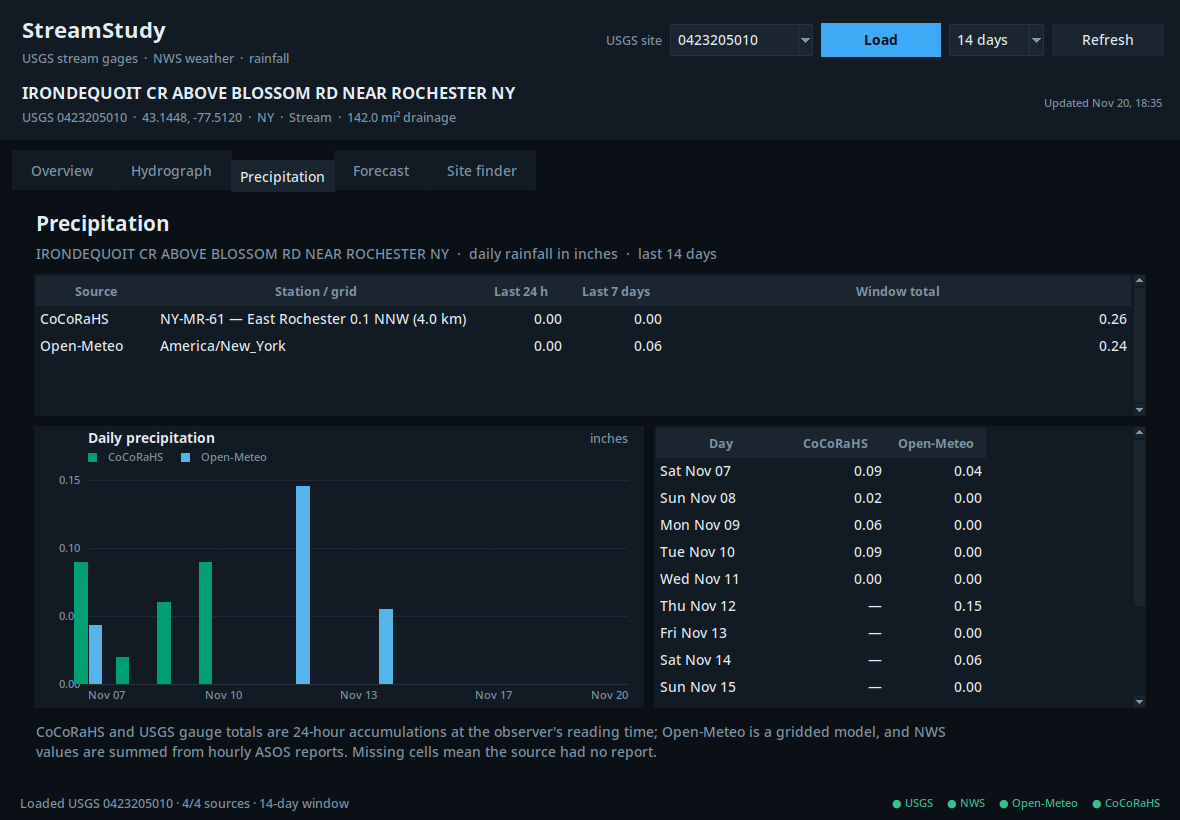 StreamStudy
USGS stream gages · NWS weather · rainfall
USGS site 0423205010 Load 14 days Refresh
IRONDEQUOIT CR ABOVE BLOSSOM RD NEAR ROCHESTER NY
USGS 0423205010 · 43.1448, -77.5120 · NY · Stream · 142.0 mi² drainage
Updated Nov 20, 18:35
Overview Hydrograph Precipitation Forecast Site finder
Precipitation
IRONDEQUOIT CR ABOVE BLOSSOM RD NEAR ROCHESTER NY · daily rainfall in inches · last 14 days
Source Station / grid Last 24 h Last 7 days Window total
CoCoRaHS NY-MR-61 — East Rochester 0.1 NNW (4.0 km) 0.00 0.00 0.26
Open-Meteo America/New_York 0.00 0.06 0.24
Daily precipitation inches
CoCoRaHS Open-Meteo
0.15
0.10
0.0
0.00
Nov 07 Nov 10 Nov 13 Nov 17 Nov 20
Day CoCoRaHS Open-Meteo
Sat Nov 07 0.09 0.04
Sun Nov 08 0.02 0.00
Mon Nov 09 0.06 0.00
Tue Nov 10 0.09 0.00
Wed Nov 11 0.00 0.00
Thu Nov 12 — 0.15
Fri Nov 13 — 0.00
Sat Nov 14 — 0.06
Sun Nov 15 — 0.00
CoCoRaHS and USGS gauge totals are 24-hour accumulations at the observer's reading time; Open-Meteo is a gridded model, and NWS
values are summed from hourly ASOS reports. Missing cells mean the source had no report.
Loaded USGS 0423205010 · 4/4 sources · 14-day window
USGS NWS Open-Meteo CoCoRaHS